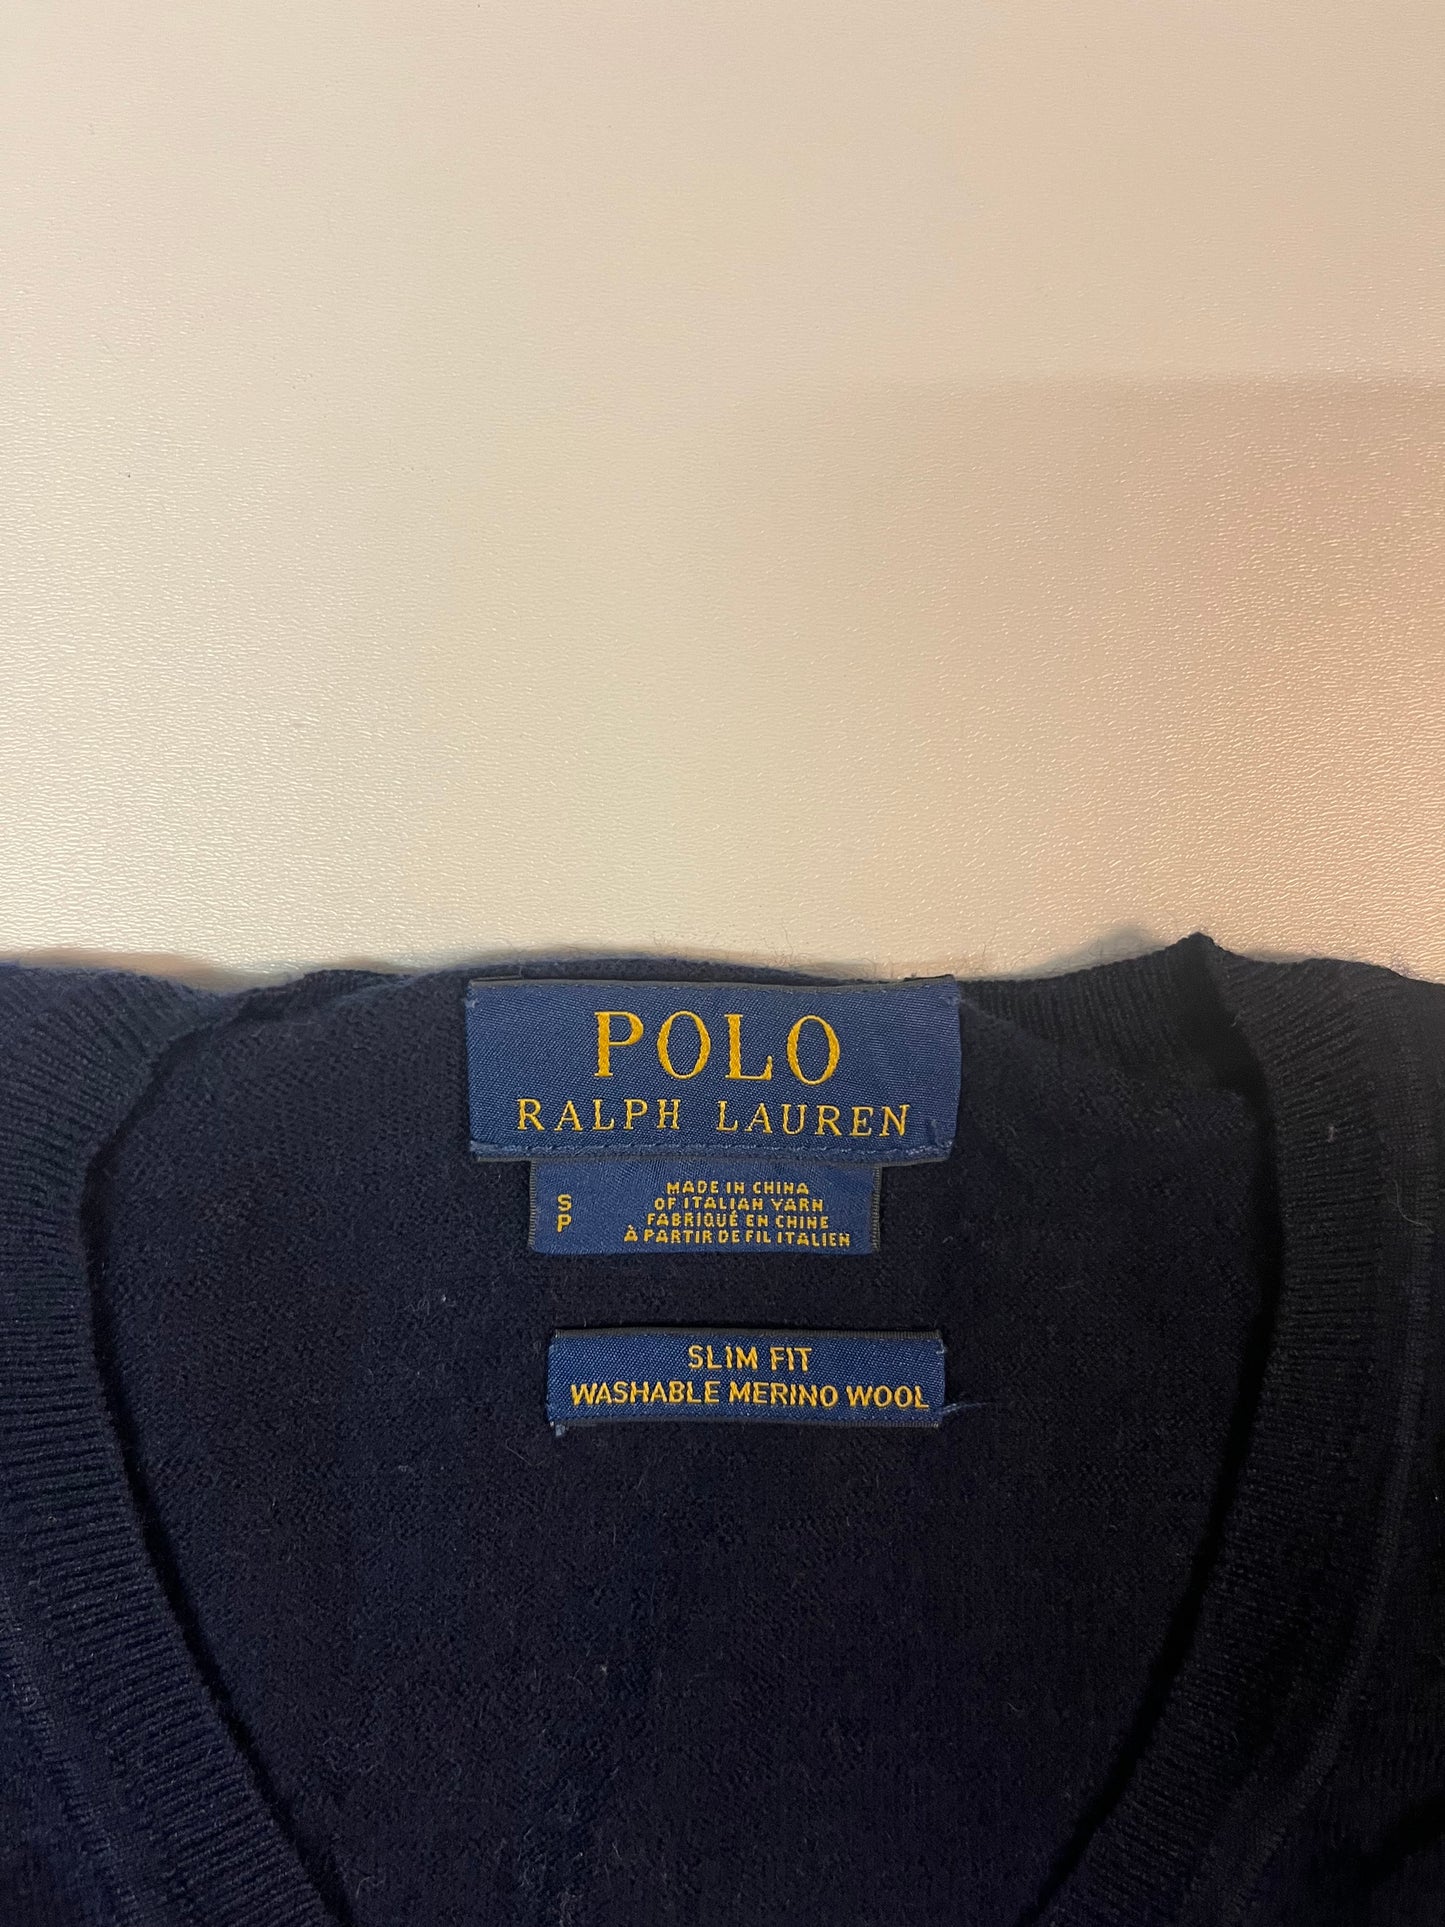 POLO
RALPH LAUREN
S
P
MADE IN CHINA
OF ITALIAN YARN
FABRIQUÉ EN CHINE
À PARTIR DE FIL ITALIEN
SLIM FIT
WASHABLE MERINO WOOL